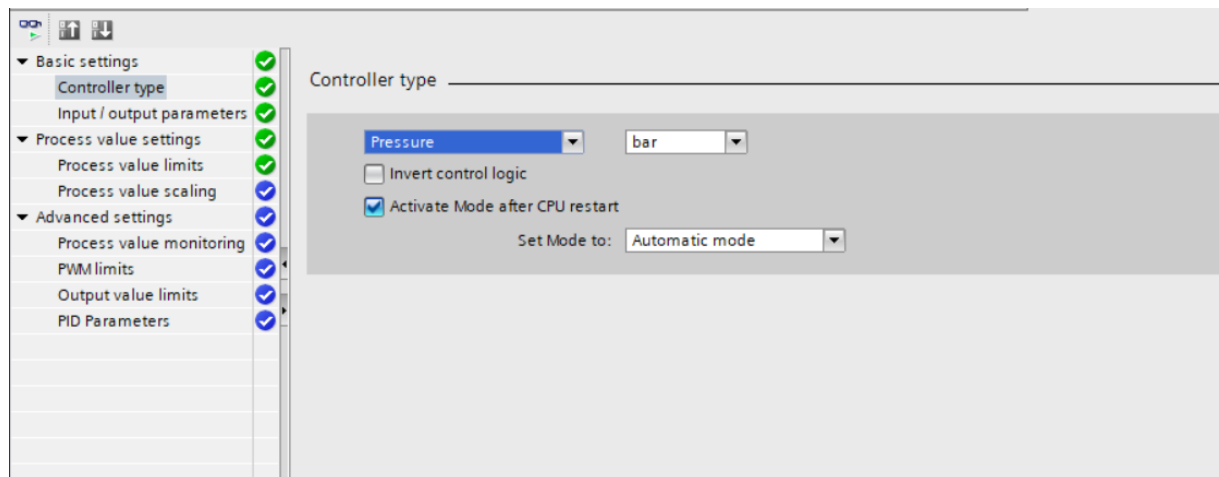 Basic settings
Controller type
Input / output parameters
Process value settings
Process value limits
Process value scaling
Advanced settings
Process value monitoring
PWM limits
Output value limits
PID Parameters
Controller type
Pressure bar
Invert control logic
Activate Mode after CPU restart
Set Mode to: Automatic mode